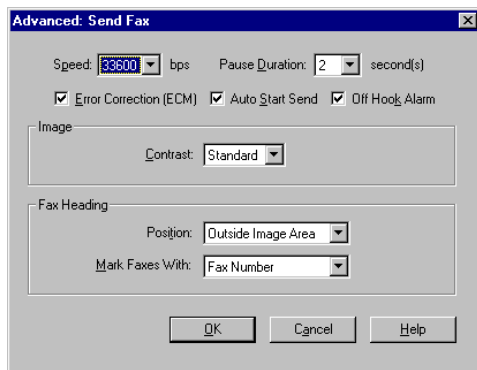 Advanced: Send Fax
Speed: 33600 bps Pause Duration: 2 second(s)
Error Correction (ECM) Auto Start Send Off Hook Alarm
Image
Contrast: Standard
Fax Heading
Position: Outside Image Area
Mark Faxes With: Fax Number
OK Cancel Help